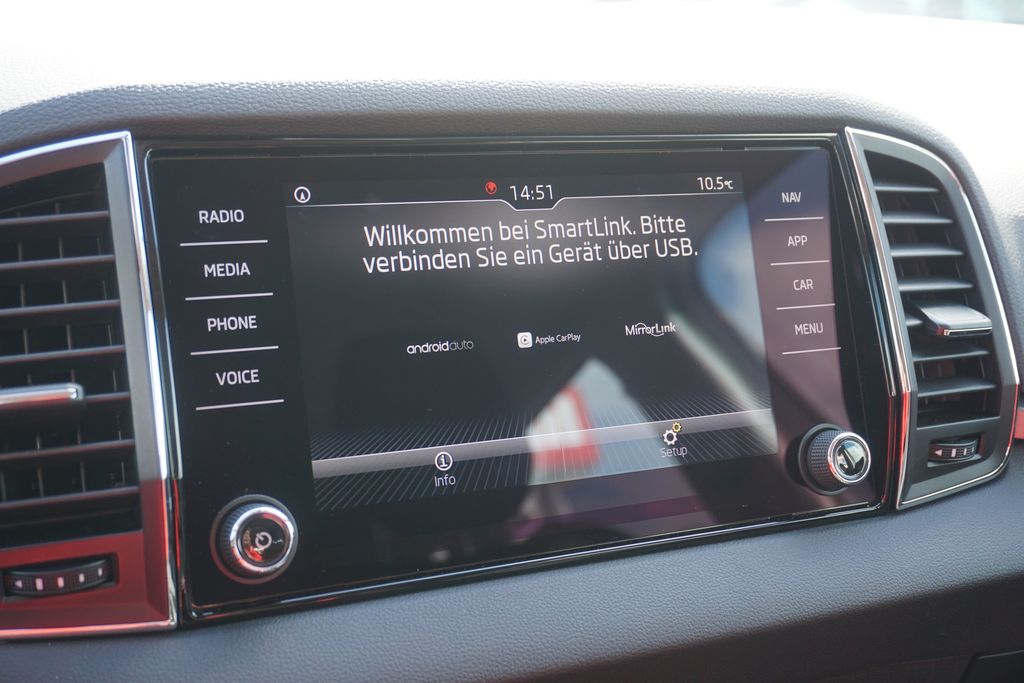 14:51
10.5°C
RADIO
MEDIA
PHONE
VOICE
Willkommen bei SmartLink. Bitte
verbinden Sie ein Gerät über USB.
androidauto
Apple CarPlay
MirrorLink
Info
Setup
NAV
APP
CAR
MENU